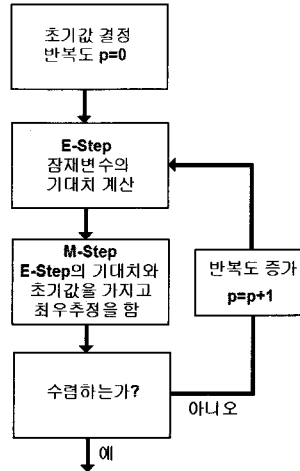 초기값 결정
반복도 p=0
E-Step
잠재변수의
기대치 계산
M-Step
E-Step의 기대치와
초기값을 가지고
최우추정을 함
반복도 증가
p=p+1
수렴하는가?
아니오
예